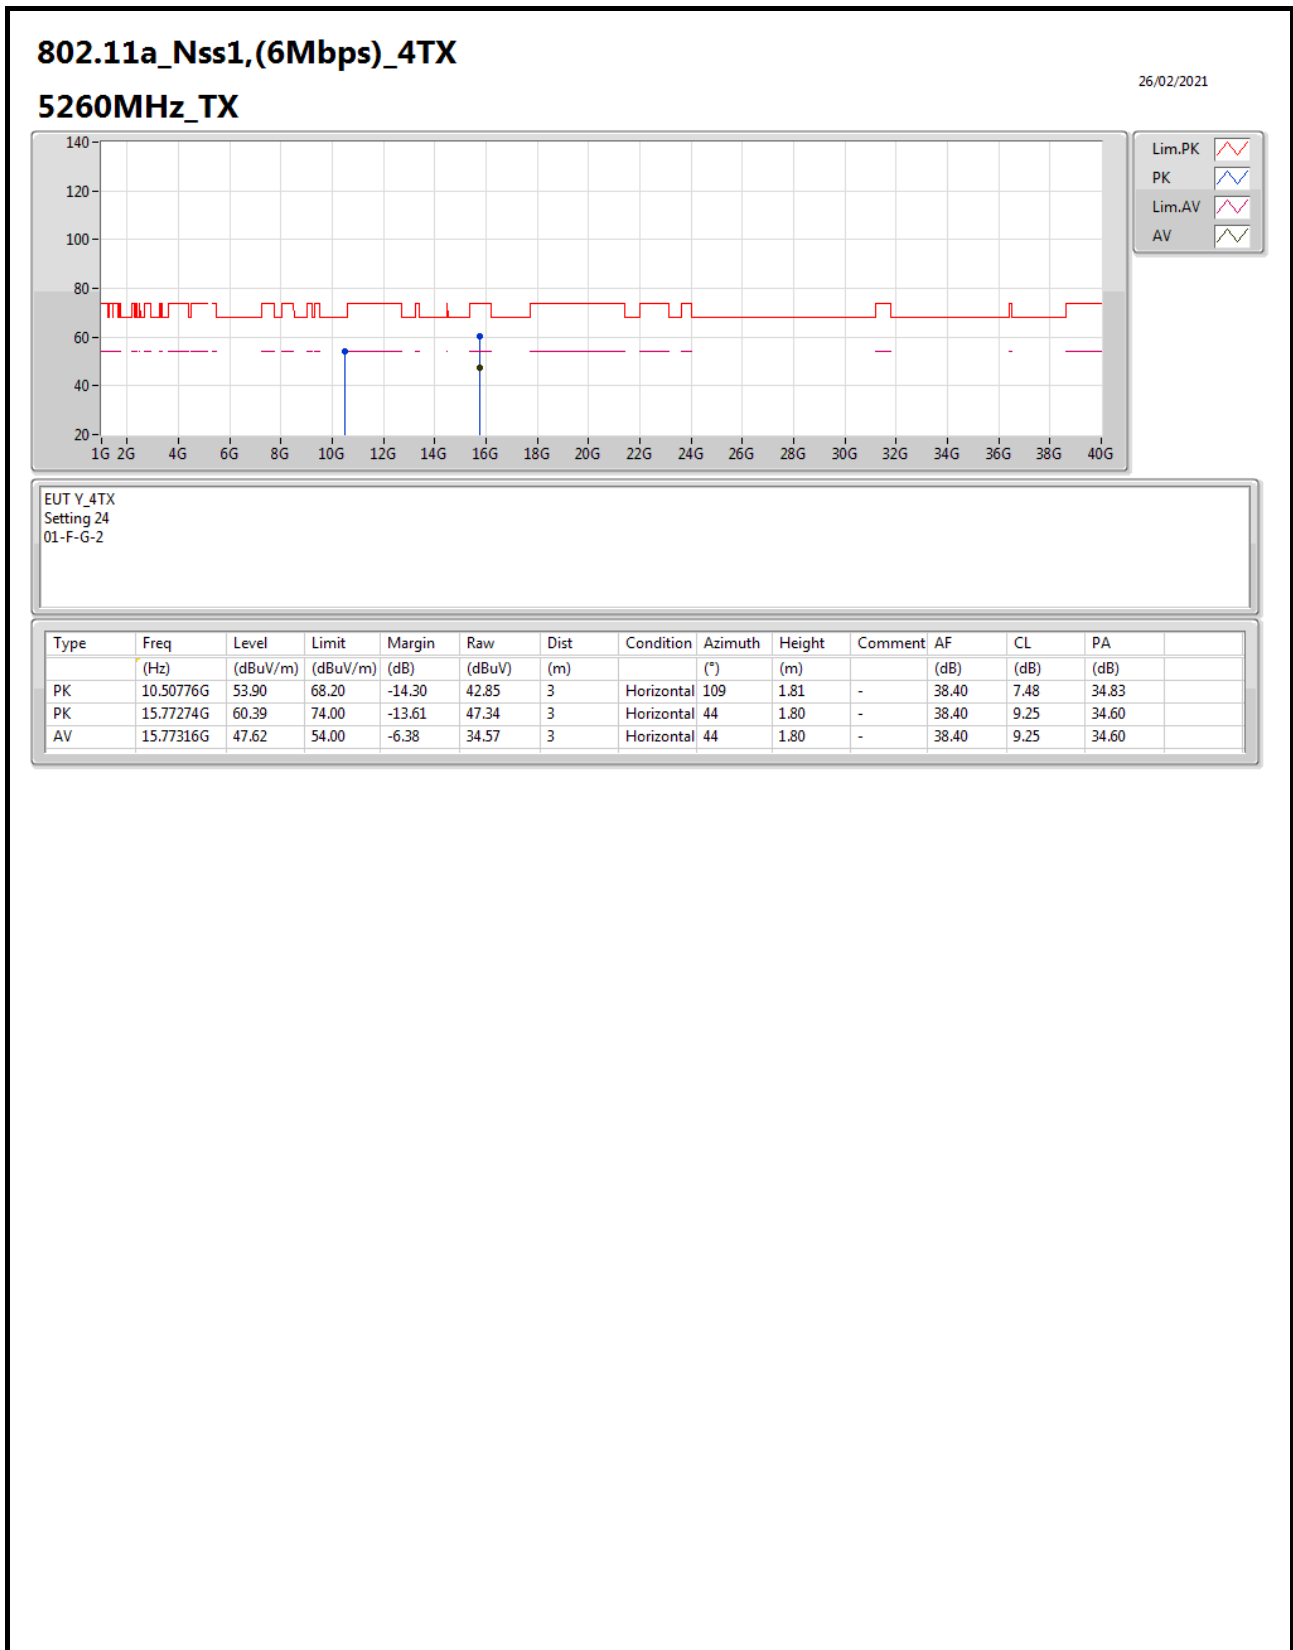 802.11a_Nss1,(6Mbps)_4TX
26/02/2021
5260MHz_TX
140
120
100
80
60
40
20
1G 2G 4G 6G 8G 10G 12G 14G 16G 18G 20G 22G 24G 26G 28G 30G 32G 34G 36G 38G 40G
Lim.PK
PK
Lim.AV
AV
EUT Y_4TX
Setting 24
01-F-G-2
Type Freq Level Limit Margin Raw Dist Condition Azimuth Height Comment AF CL PA
(Hz) (dBuV/m) (dBuV/m) (dB) (dBuV) (m) (°) (m) (dB) (dB) (dB)
PK 10.50776G 53.90 68.20 -14.30 42.85 3 Horizontal 109 1.81 - 38.40 7.48 34.83
PK 15.77274G 60.39 74.00 -13.61 47.34 3 Horizontal 44 1.80 - 38.40 9.25 34.60
AV 15.77316G 47.62 54.00 -6.38 34.57 3 Horizontal 44 1.80 - 38.40 9.25 34.60